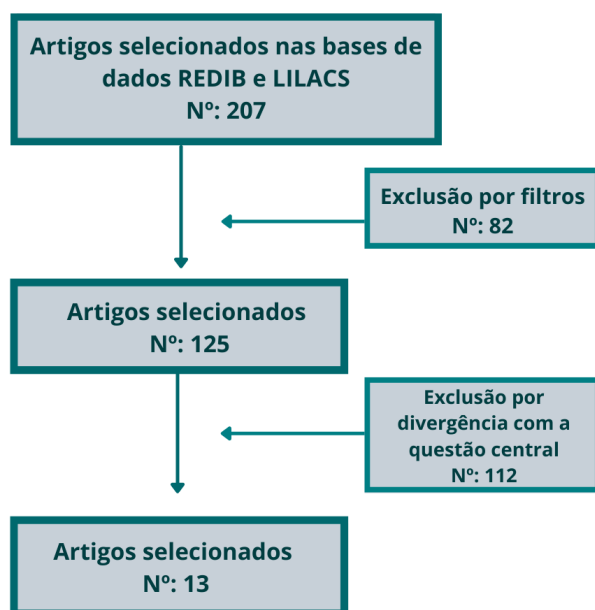 Artigos selecionados nas bases de
dados REDIB e LILACS
Nº: 207
Exclusão por filtros
Nº: 82
Artigos selecionados
Nº: 125
Exclusão por
divergência com a
questão central
Nº: 112
Artigos selecionados
Nº: 13